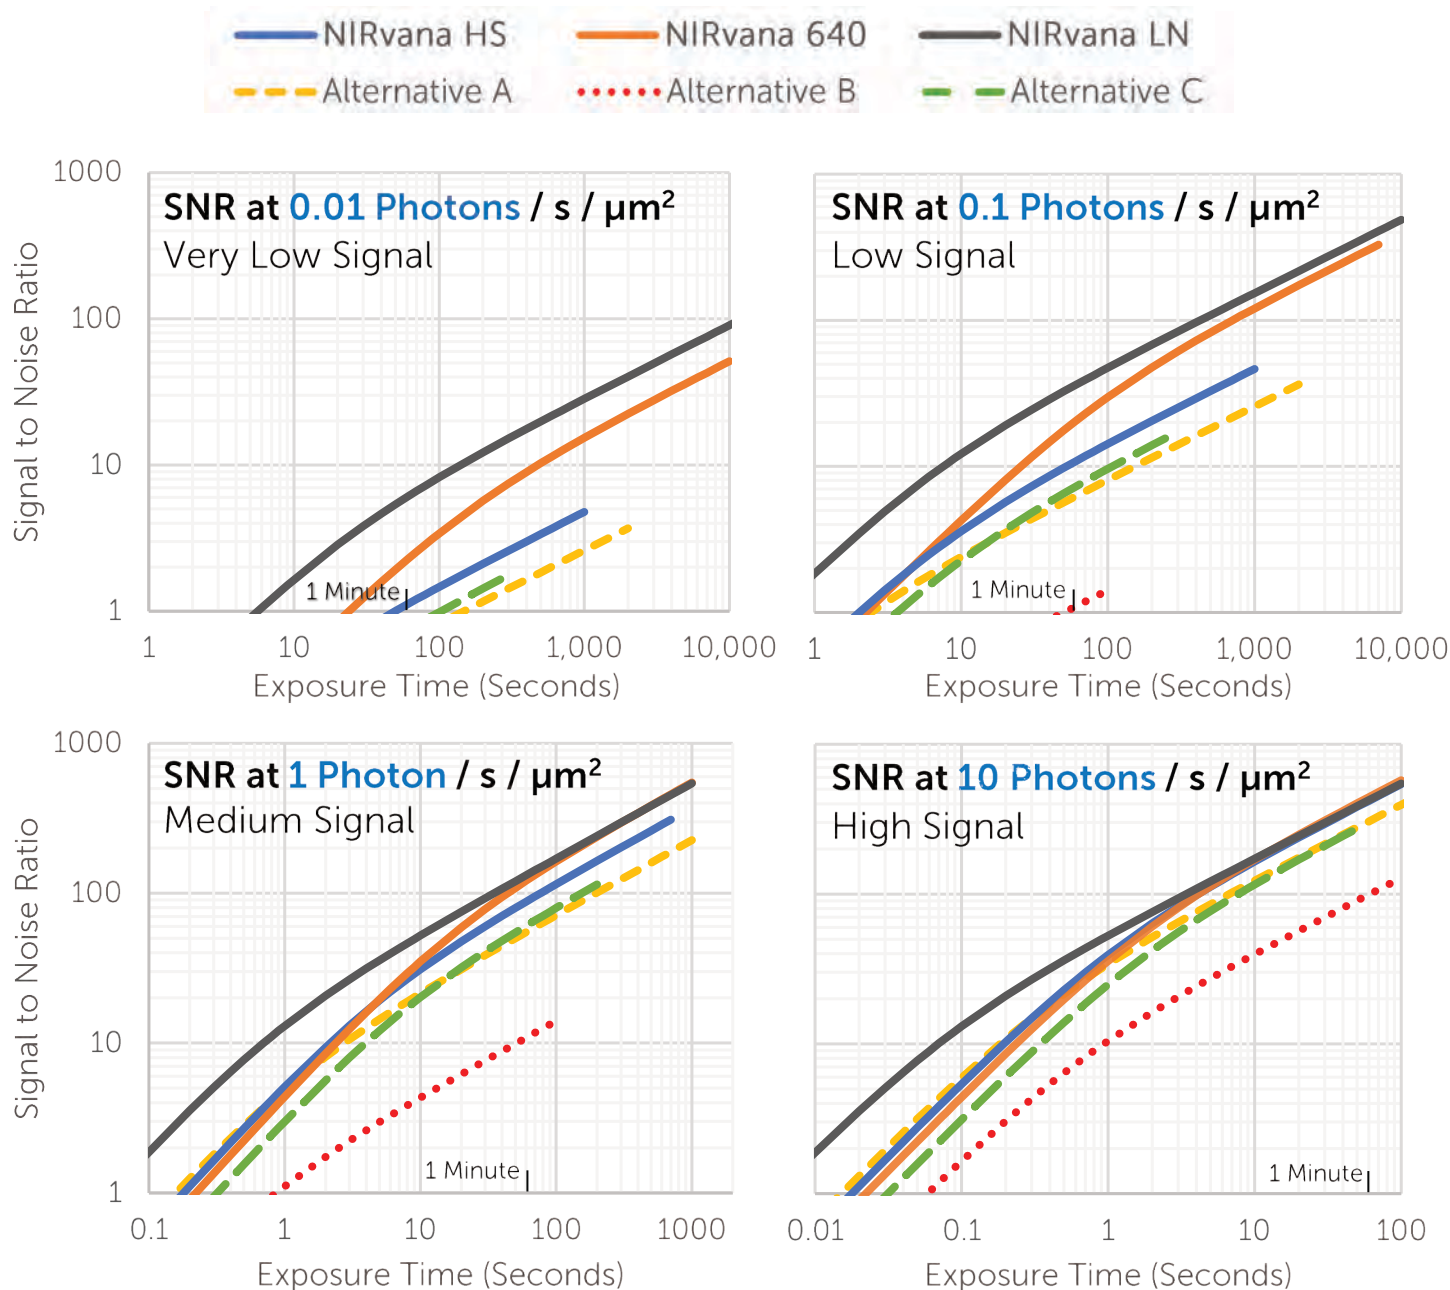 NIRvana HS NIRvana 640 NIRvana LN
Alternative A Alternative B Alternative C
SNR at 0.01 Photons / s / µm²
Very Low Signal
Signal to Noise Ratio
1000
100
10
1
1 Minute
1 10 100 1,000 10,000
Exposure Time (Seconds)
SNR at 0.1 Photons / s / µm²
Low Signal
1 Minute
1 10 100 1,000 10,000
Exposure Time (Seconds)
SNR at 1 Photon / s / µm²
Medium Signal
Signal to Noise Ratio
1000
100
10
1
1 Minute
0.1 1 10 100 1000
Exposure Time (Seconds)
SNR at 10 Photons / s / µm²
High Signal
1 Minute
0.01 0.1 1 10 100
Exposure Time (Seconds)